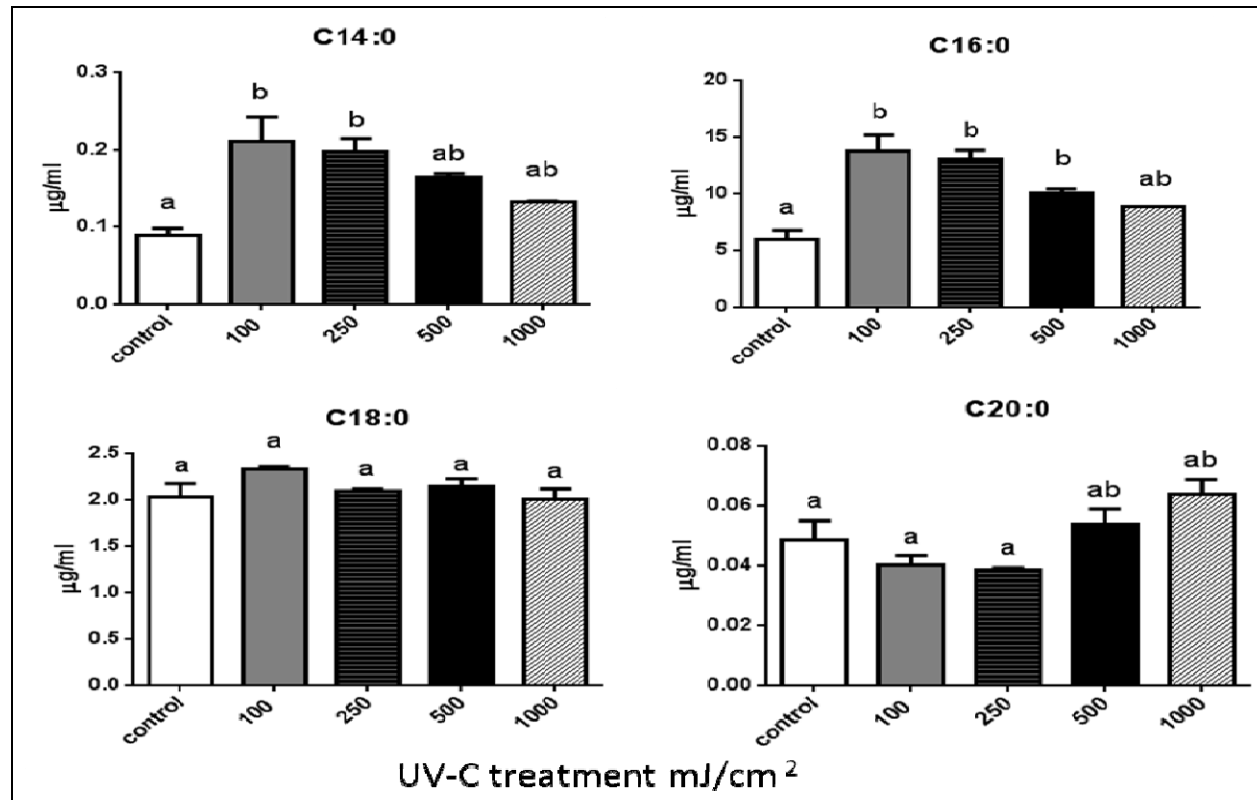 C14:0
0.3
0.2
0.1
0.0
µg/ml
a
b
b
ab
ab
control
100
250
500
1000
C16:0
20
15
10
5
0
µg/ml
a
b
b
b
ab
control
100
250
500
1000
C18:0
2.5
2.0
1.5
1.0
0.5
0.0
µg/ml
a
a
a
a
a
control
100
250
500
1000
C20:0
0.08
0.06
0.04
0.02
0.00
µg/ml
a
a
a
ab
ab
control
100
250
500
1000
UV-C treatment mJ/cm ²